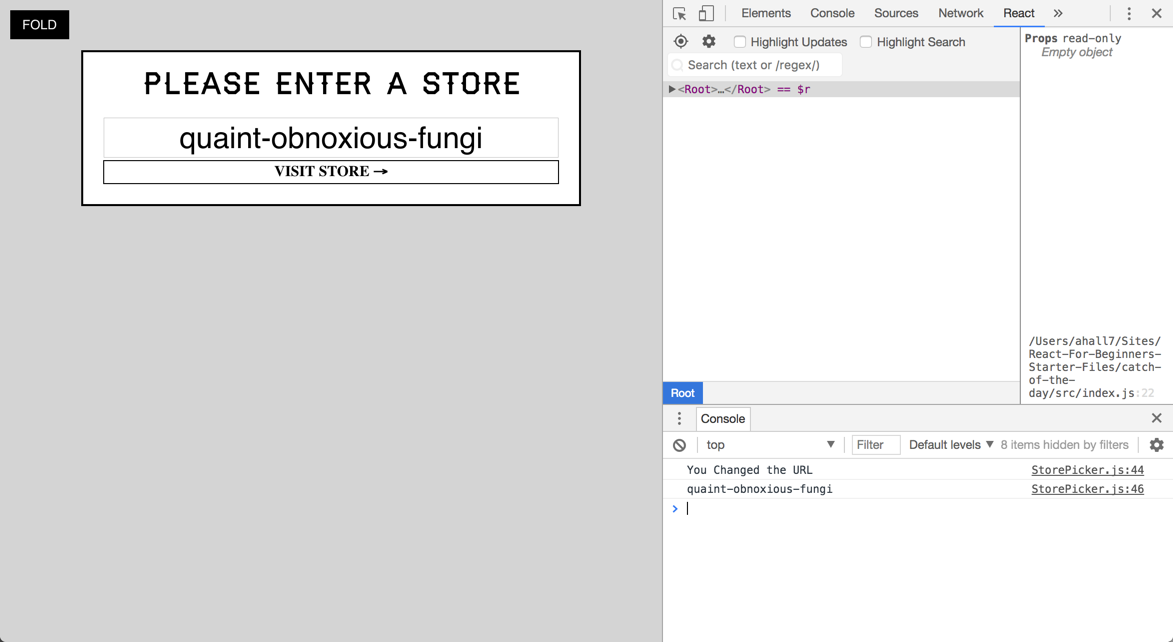 FOLD
PLEASE ENTER A STORE
quaint-obnoxious-fungi
VISIT STORE →
Elements Console Sources Network React »
Highlight Updates Highlight Search
Search (text or /regex/)
▶<Root>…</Root> == $r
Root
Props read-only
Empty object
/Users/ahall7/Sites/
React-For-Beginners-
Starter-Files/catch-
of-the-
day/src/index.js:22
Console
top ▼ Filter Default levels ▼ 8 items hidden by filters
You Changed the URL StorePicker.js:44
quaint-obnoxious-fungi StorePicker.js:46
>